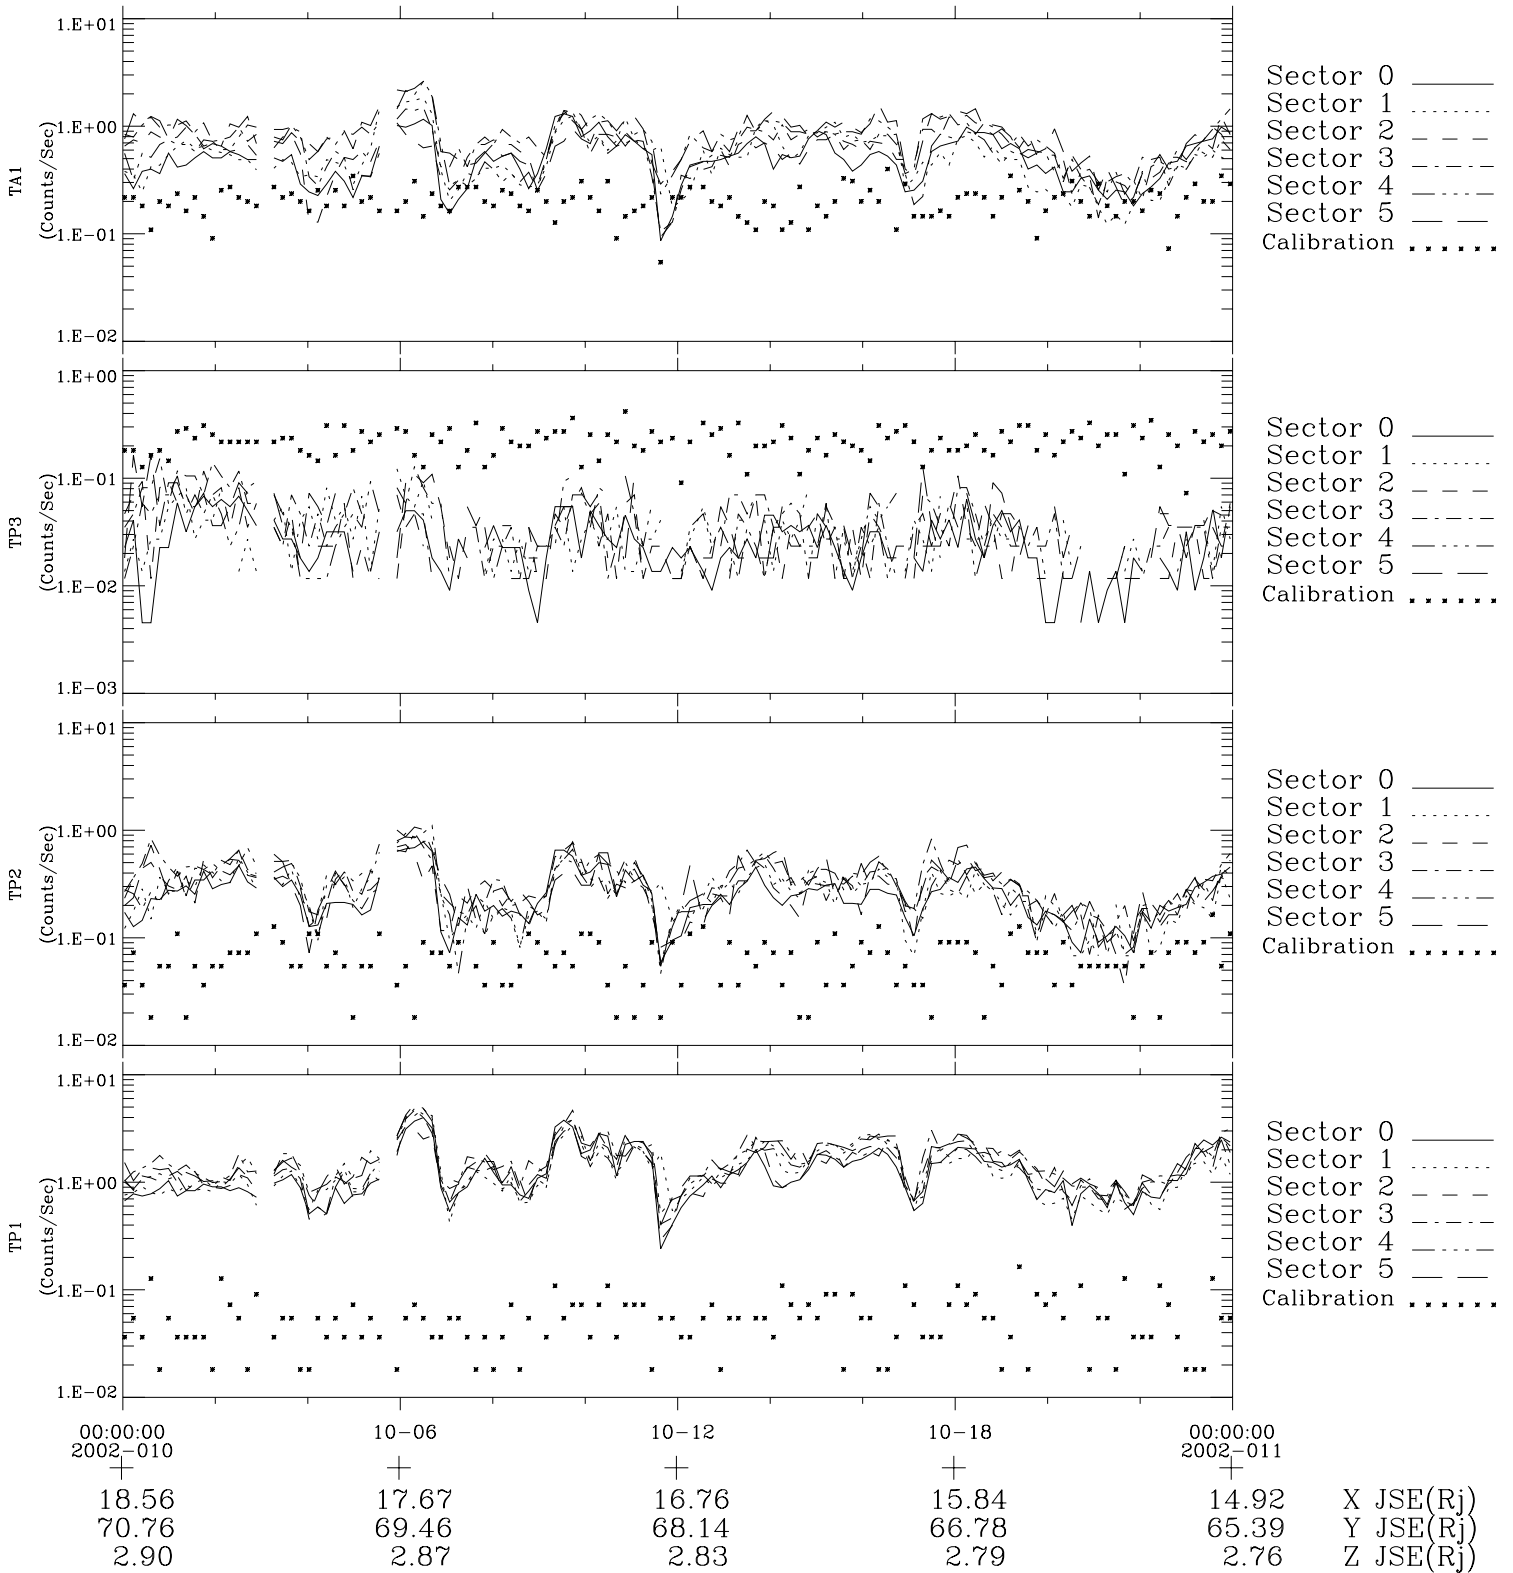 1.E+01
1.E+00
1.E-01
1.E-02
TA1
(Counts/Sec)
Sector 0
Sector 1
Sector 2
Sector 3
Sector 4
Sector 5
Calibration
1.E+00
1.E-01
1.E-02
1.E-03
TP3
(Counts/Sec)
Sector 0
Sector 1
Sector 2
Sector 3
Sector 4
Sector 5
Calibration
1.E+01
1.E+00
1.E-01
1.E-02
TP2
(Counts/Sec)
Sector 0
Sector 1
Sector 2
Sector 3
Sector 4
Sector 5
Calibration
1.E+01
1.E+00
1.E-01
1.E-02
TP1
(Counts/Sec)
Sector 0
Sector 1
Sector 2
Sector 3
Sector 4
Sector 5
Calibration
00:00:00 10-06 10-12 10-18 00:00:00
2002-010 2002-011
18.56 17.67 16.76 15.84 14.92 X JSE(Rj)
70.76 69.46 68.14 66.78 65.39 Y JSE(Rj)
2.90 2.87 2.83 2.79 2.76 Z JSE(Rj)